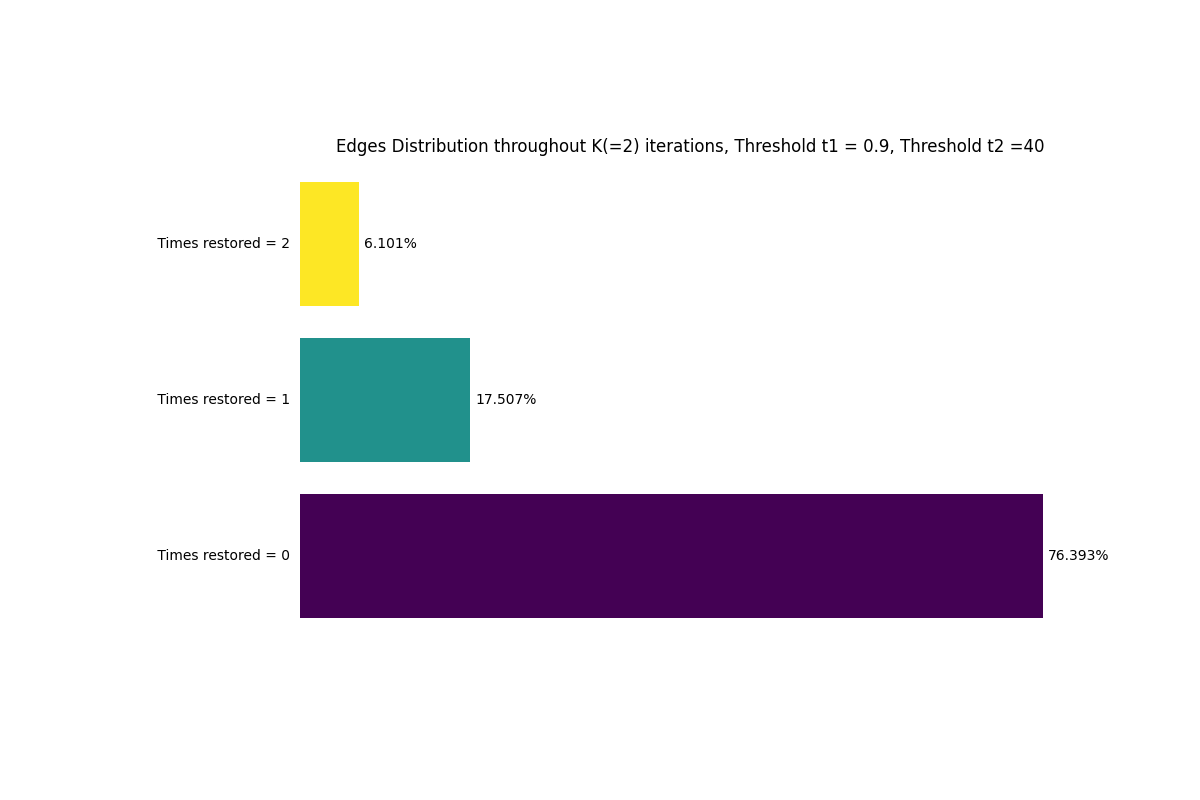 Edges Distribution throughout K(=2) iterations, Threshold t1 = 0.9, Threshold t2 =40
Times restored = 2 6.101%
Times restored = 1 17.507%
Times restored = 0 76.393%